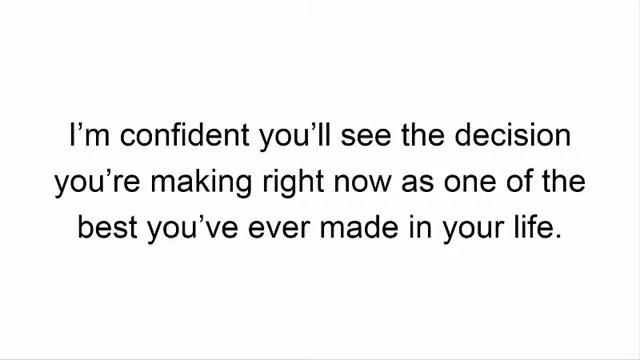 I’m confident you’ll see the decision
you’re making right now as one of the
best you’ve ever made in your life.